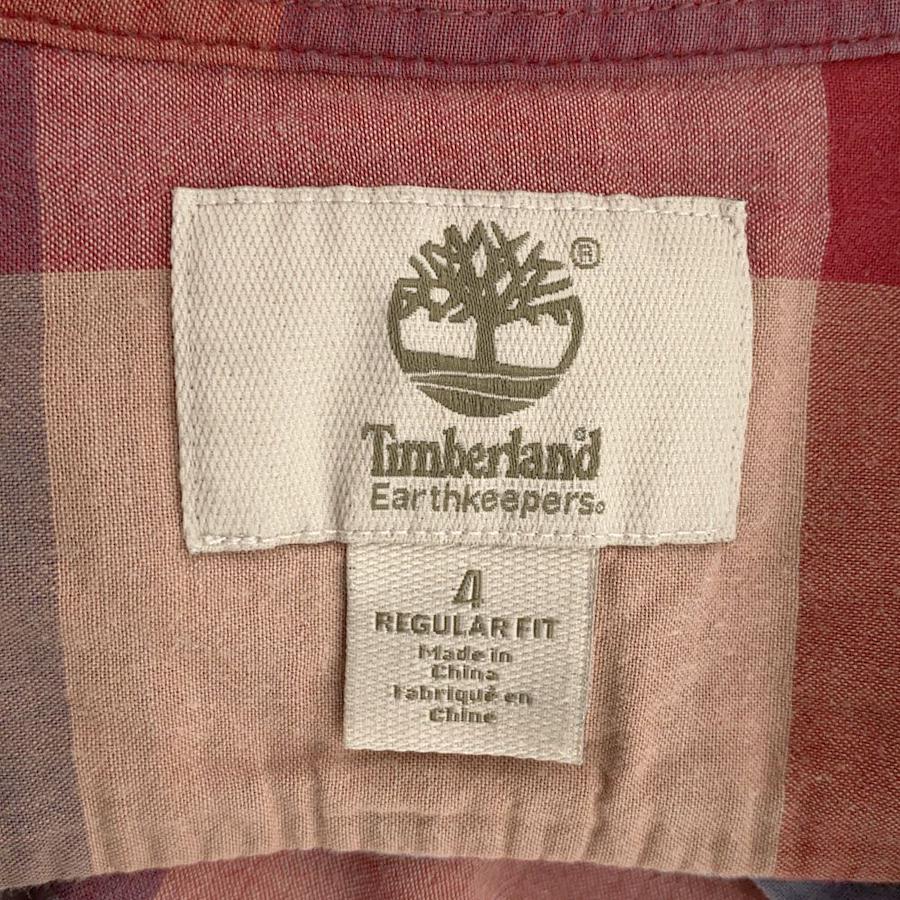 ®
Timberland®
Earthkeepers®
4
REGULAR FIT
Made in
China
Fabriqué en
Chine